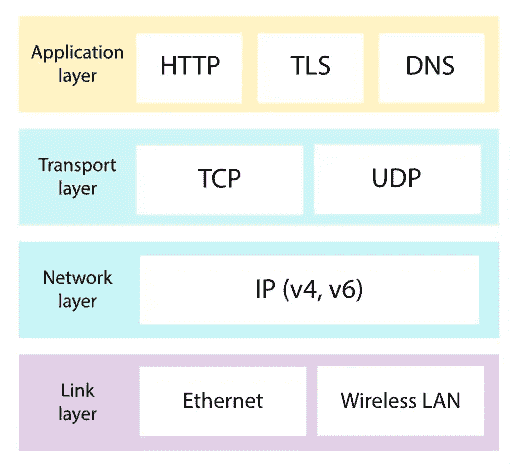 Application
layer
HTTP
TLS
DNS
Transport
layer
TCP
UDP
Network
layer
IP (v4, v6)
Link
layer
Ethernet
Wireless LAN